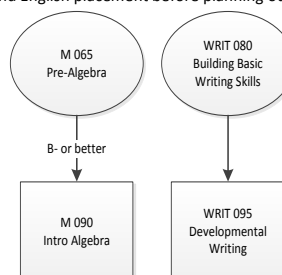 English placement before planning
M 065
Pre-Algebra
WRIT 080
Building Basic
Writing Skills
B- or better
M 090
Intro Algebra
WRIT 095
Developmental
Writing